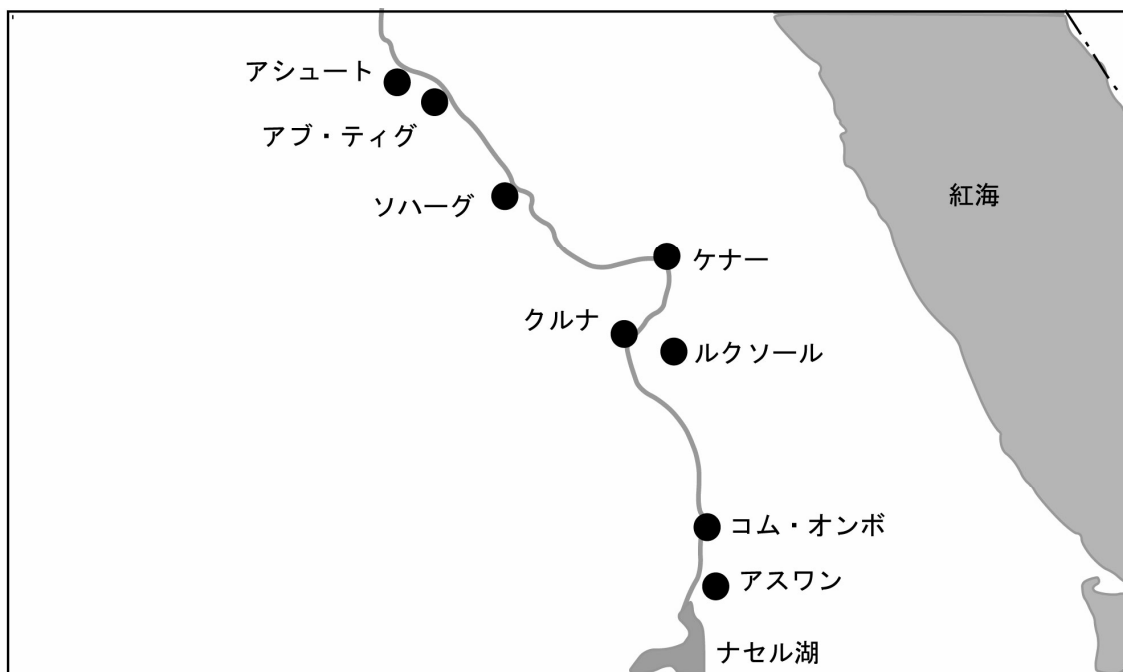 アシュート
アブ・ティグ
ソハーグ
紅海
ケナー
クルナ
ルクソール
コム・オンボ
アスワン
ナセル湖